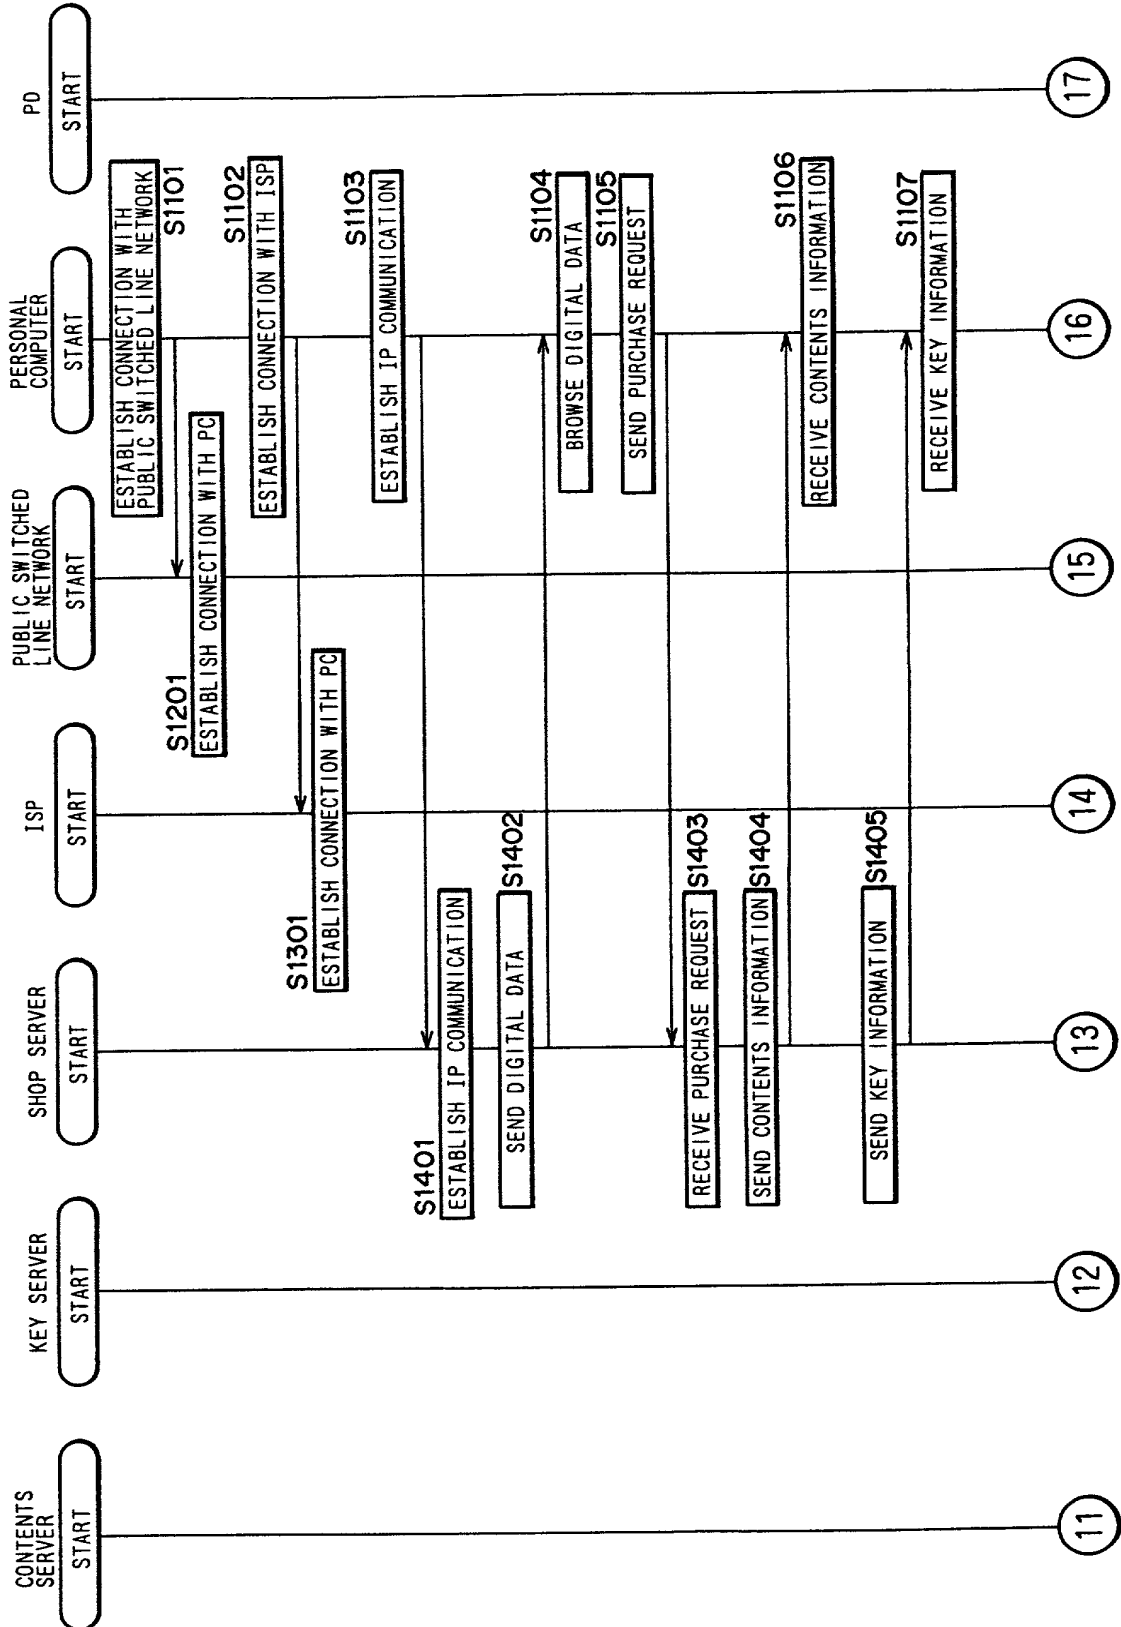 CONTENTS
SERVER
START
KEY SERVER
START
SHOP SERVER
START
ISP
START
PUBLIC SWITCHED
LINE NETWORK
START
PERSONAL
COMPUTER
START
PD
START
ESTABLISH CONNECTION WITH
PUBLIC SWITCHED LINE NETWORK
S1101
S1201
ESTABLISH CONNECTION WITH PC
S1102
ESTABLISH CONNECTION WITH ISP
S1301
ESTABLISH CONNECTION WITH PC
S1103
ESTABLISH IP COMMUNICATION
S1401
ESTABLISH IP COMMUNICATION
SEND DIGITAL DATA
S1402
S1104
BROWSE DIGITAL DATA
S1105
SEND PURCHASE REQUEST
RECEIVE PURCHASE REQUEST
S1403
SEND CONTENTS INFORMATION
S1404
S1106
RECEIVE CONTENTS INFORMATION
SEND KEY INFORMATION
S1405
S1107
RECEIVE KEY INFORMATION
11
12
13
14
15
16
17